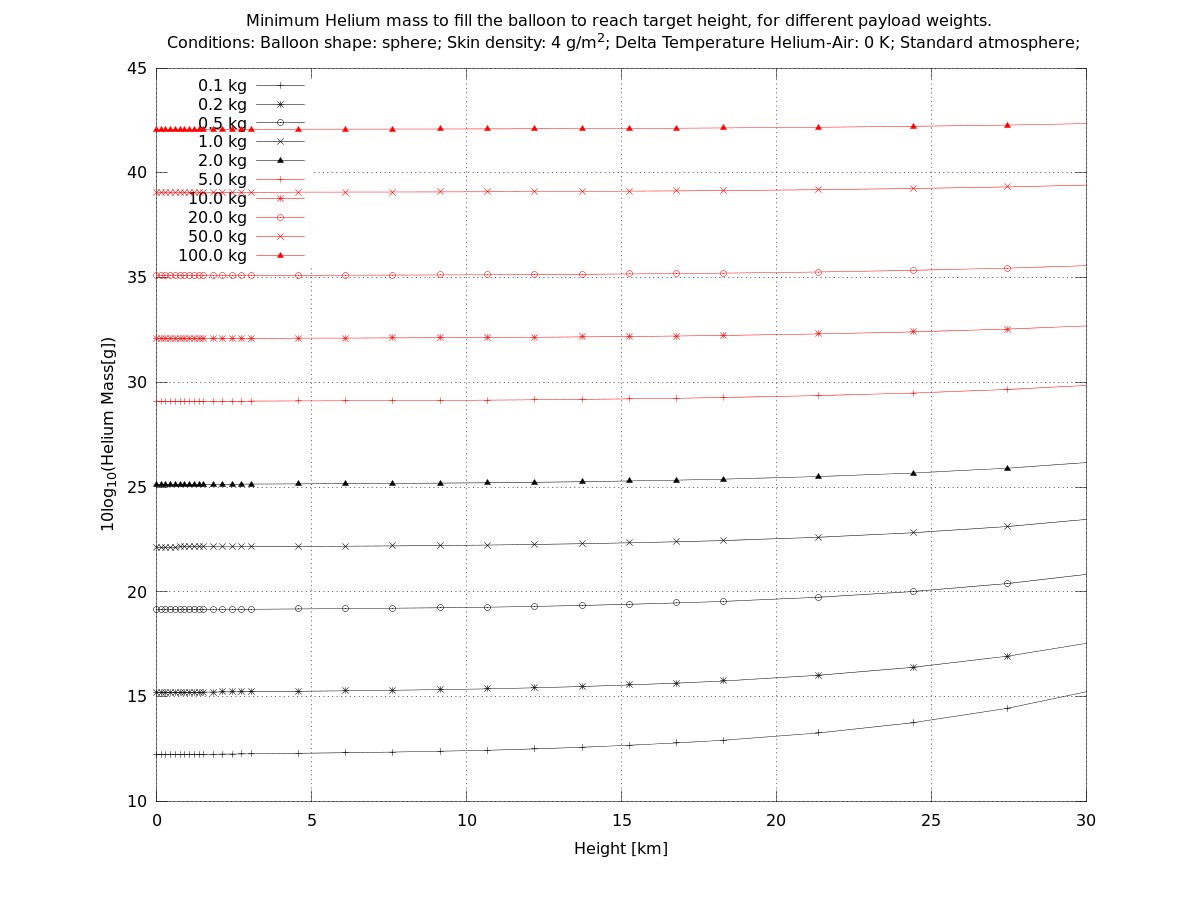 Minimum Helium mass to fill the balloon to reach target height, for different payload weights.
Conditions: Balloon shape: sphere; Skin density: 4 g/m²; Delta Temperature Helium-Air: 0 K; Standard atmosphere;
45
40
35
30
25
20
15
10
10log₁₀(Helium Mass[g])
0.1 kg
0.2 kg
0.5 kg
1.0 kg
2.0 kg
5.0 kg
10.0 kg
20.0 kg
50.0 kg
100.0 kg
0 5 10 15 20 25 30
Height [km]